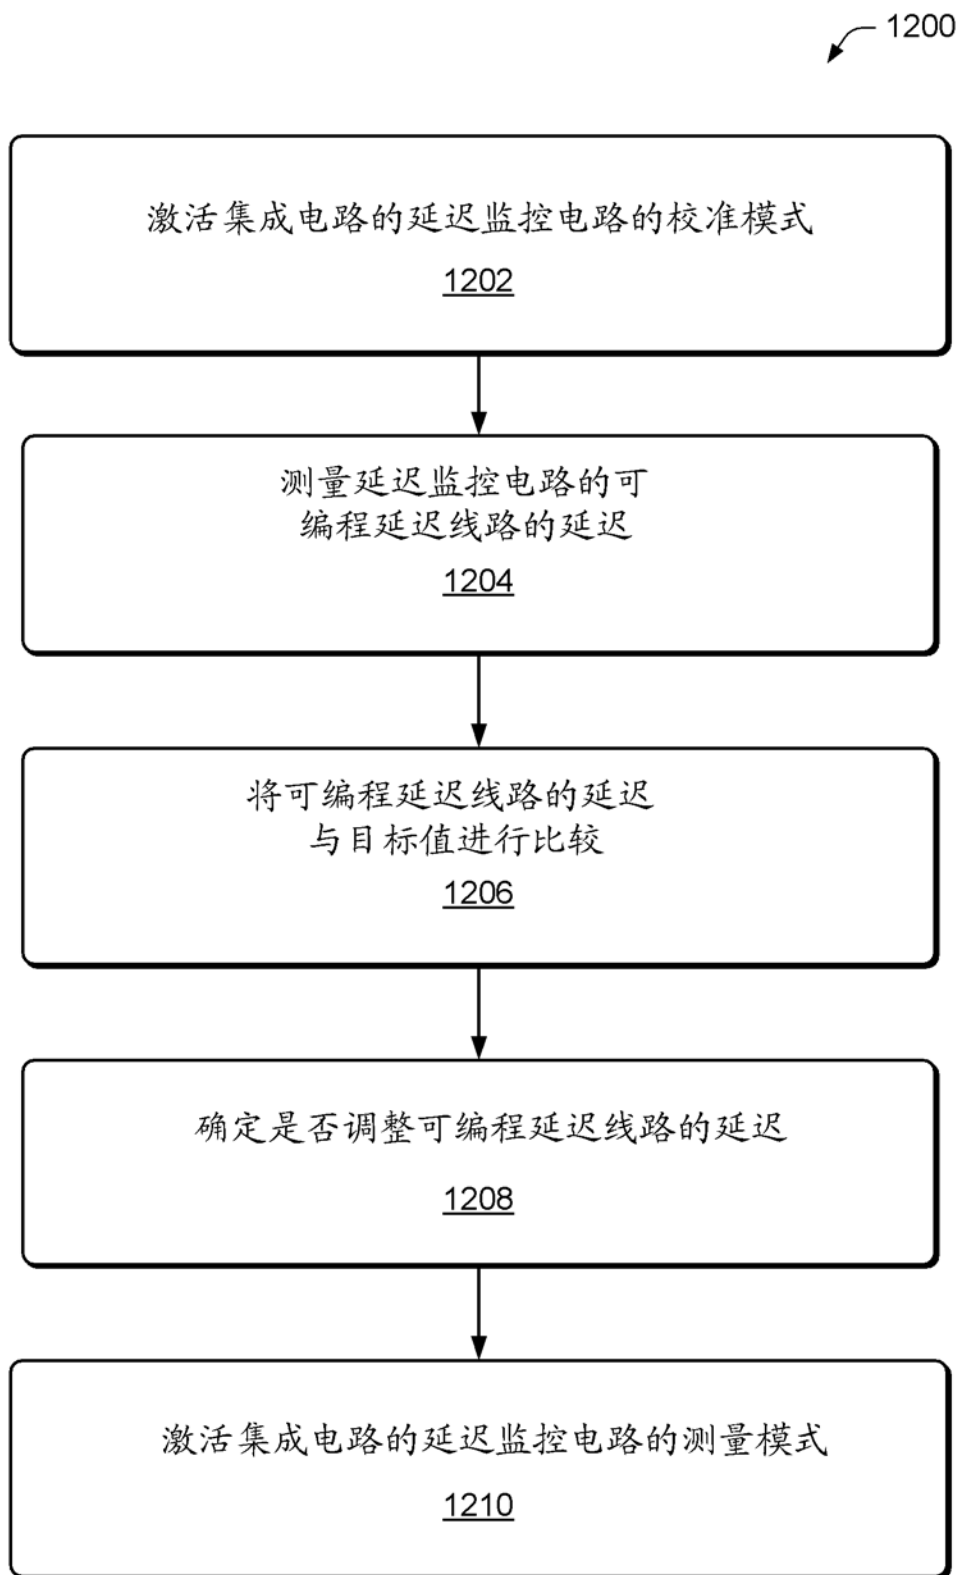 1200
激活集成电路的延迟监控电路的校准模式
1202
测量延迟监控电路的可
编程延迟线路的延迟
1204
将可编程延迟线路的延迟
与目标值进行比较
1206
确定是否调整可编程延迟线路的延迟
1208
激活集成电路的延迟监控电路的测量模式
1210